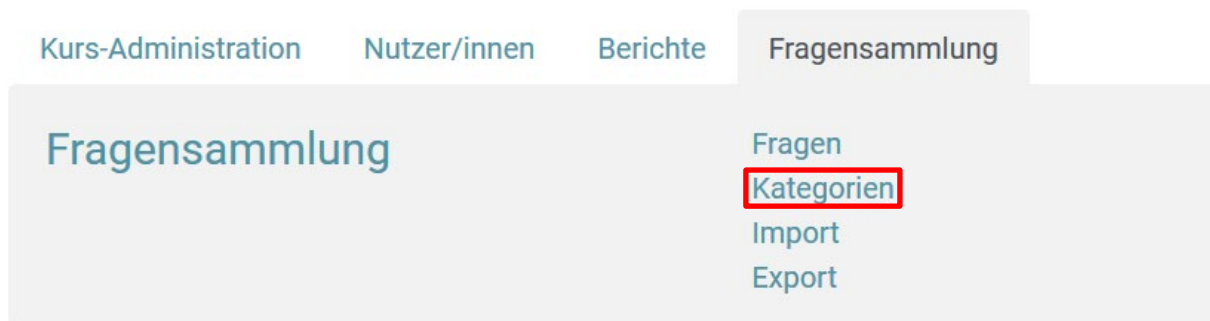 Kurs-Administration Nutzer/innen Berichte Fragensammlung
Fragensammlung
Fragen
Kategorien
Import
Export